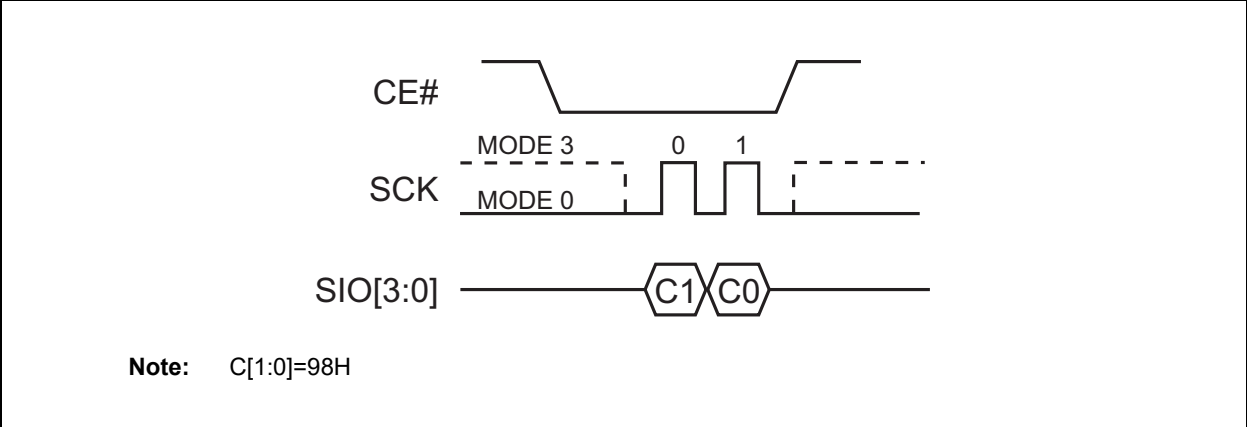 CE#
MODE 3 0 1
SCK
MODE 0
SIO[3:0] C1 C0
Note: C[1:0]=98H